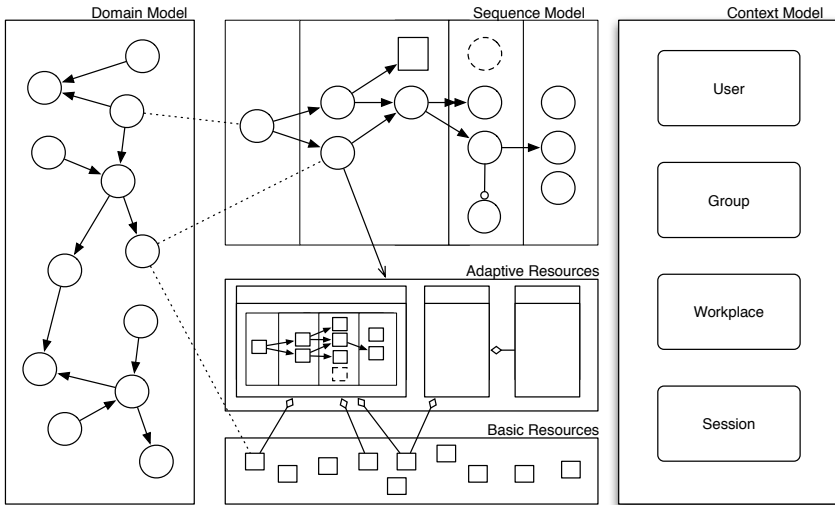 Domain Model
Sequence Model
Context Model
User
Group
Adaptive Resources
Workplace
Session
Basic Resources